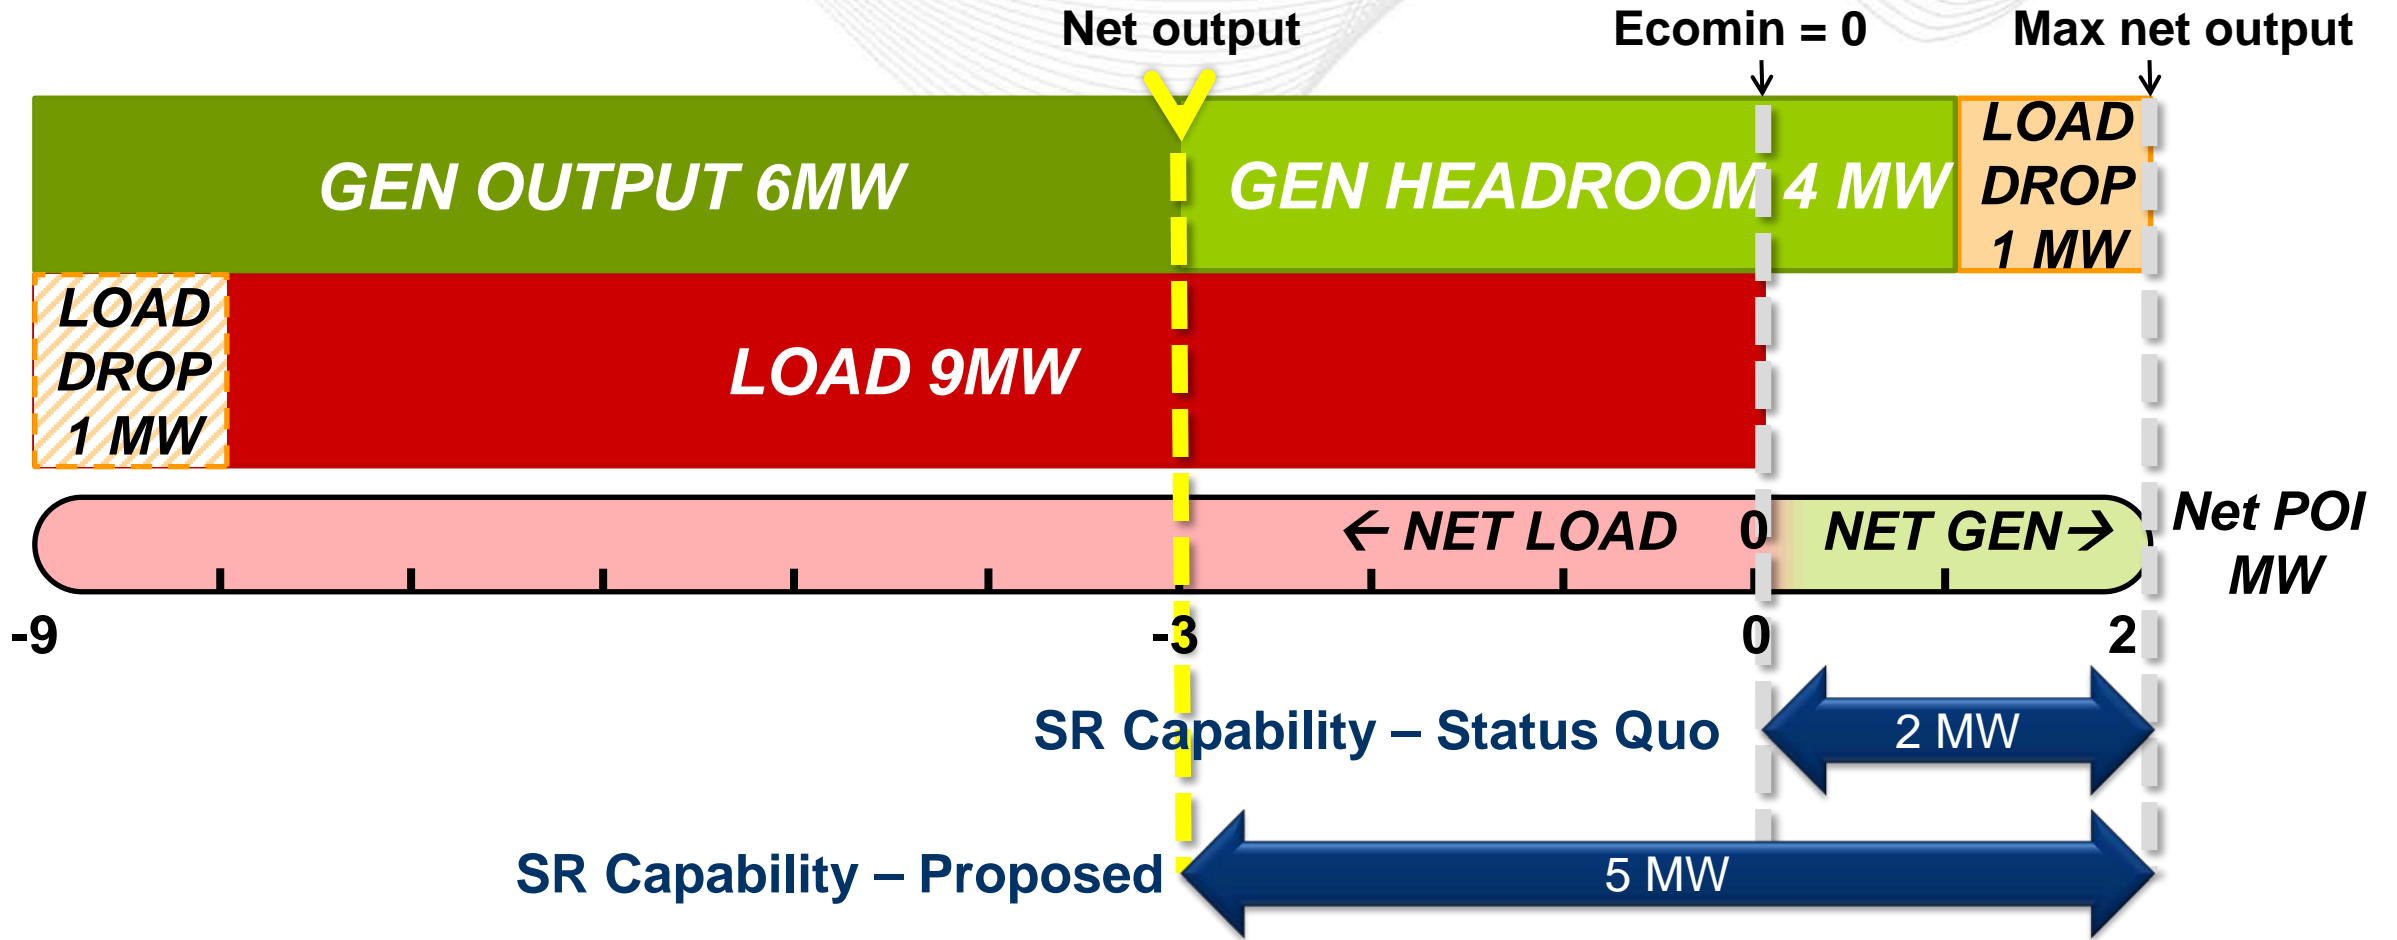 Net output
Ecomin = 0
Max net output
GEN OUTPUT 6MW
GEN HEADROOM 4 MW
LOAD
DROP
1 MW
LOAD
DROP
1 MW
LOAD 9MW
← NET LOAD
0
NET GEN→
Net POI
MW
-9
-3
0
2
SR Capability – Status Quo
2 MW
SR Capability – Proposed
5 MW